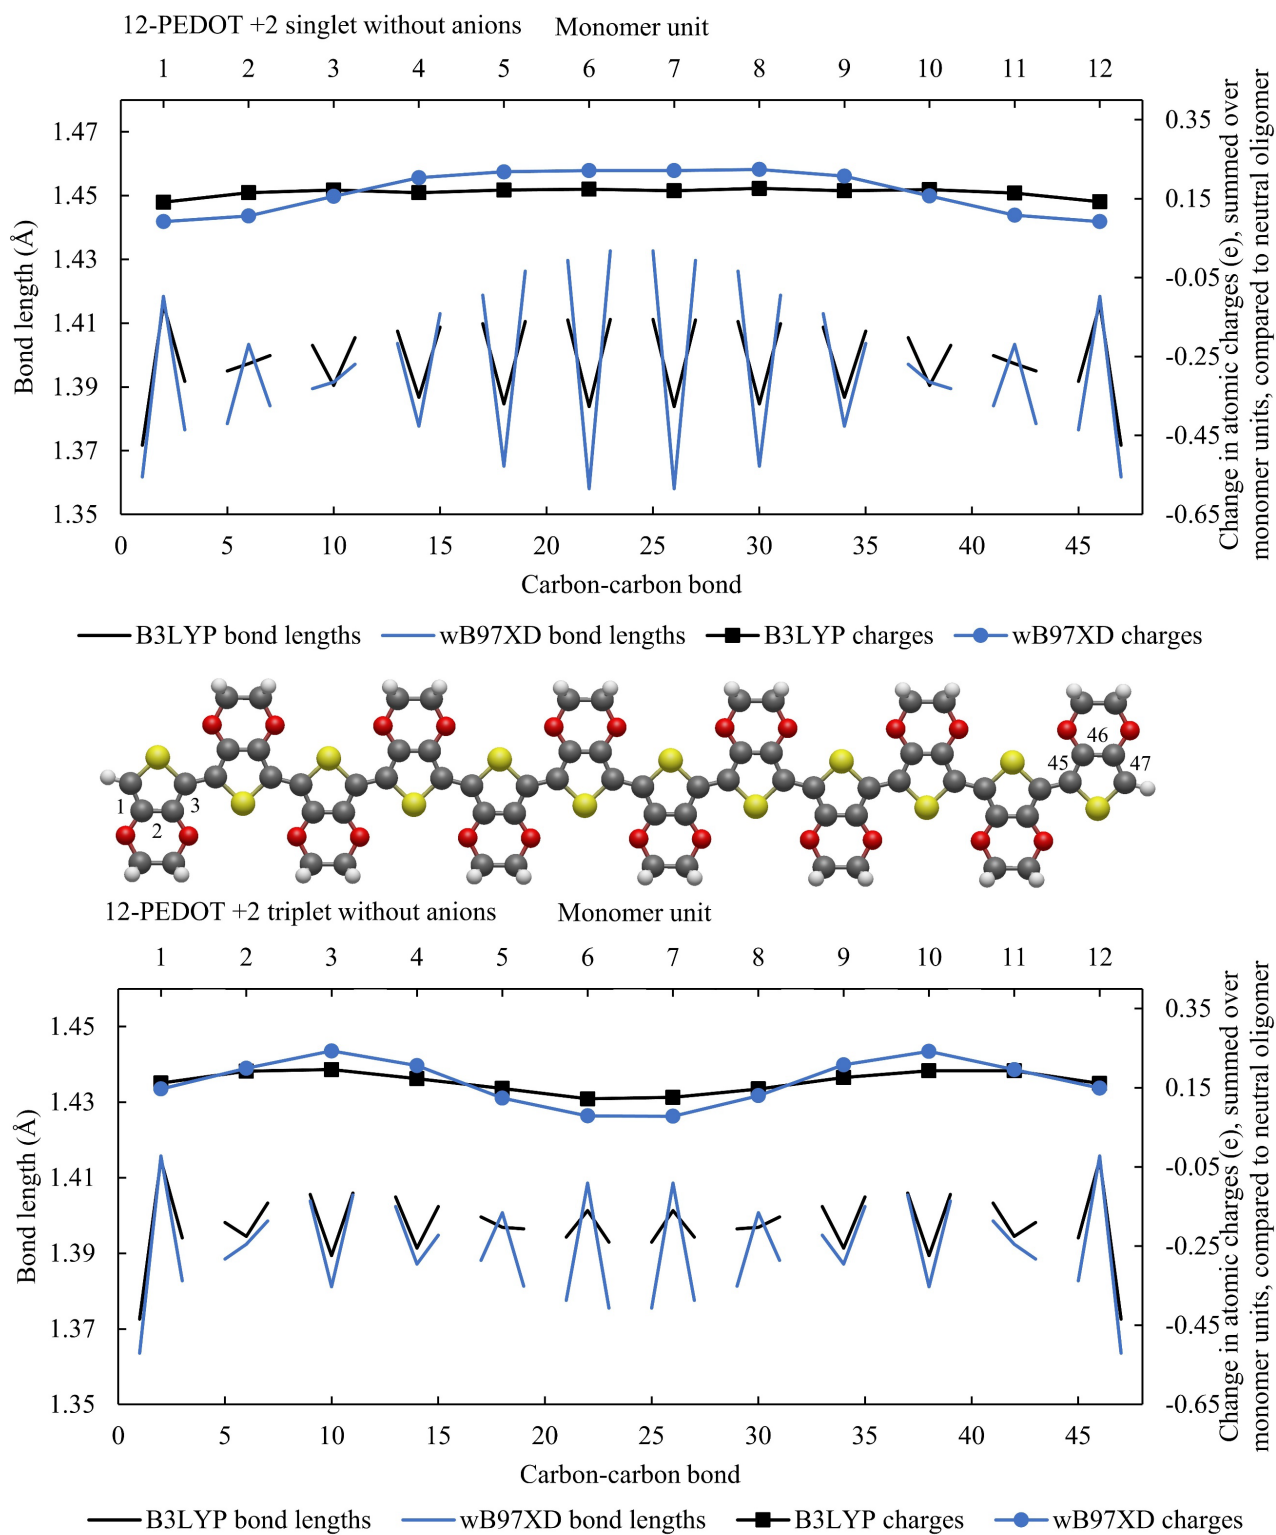 12-PEDOT +2 singlet without anions Monomer unit
1 2 3 4 5 6 7 8 9 10 11 12
1.47
1.45
1.43
1.41
1.39
1.37
1.35
Bond length (Å)
0.35
0.15
-0.05
-0.25
-0.45
-0.65
Change in atomic charges (e), summed over
monomer units, compared to neutral oligomer
0 5 10 15 20 25 30 35 40 45
Carbon-carbon bond
B3LYP bond lengths wB97XD bond lengths B3LYP charges wB97XD charges
1 2 3
45 46 47
12-PEDOT +2 triplet without anions Monomer unit
1 2 3 4 5 6 7 8 9 10 11 12
1.45
1.43
1.41
1.39
1.37
1.35
Bond length (Å)
0.35
0.15
-0.05
-0.25
-0.45
-0.65
Change in atomic charges (e), summed over
monomer units, compared to neutral oligomer
0 5 10 15 20 25 30 35 40 45
Carbon-carbon bond
B3LYP bond lengths wB97XD bond lengths B3LYP charges wB97XD charges